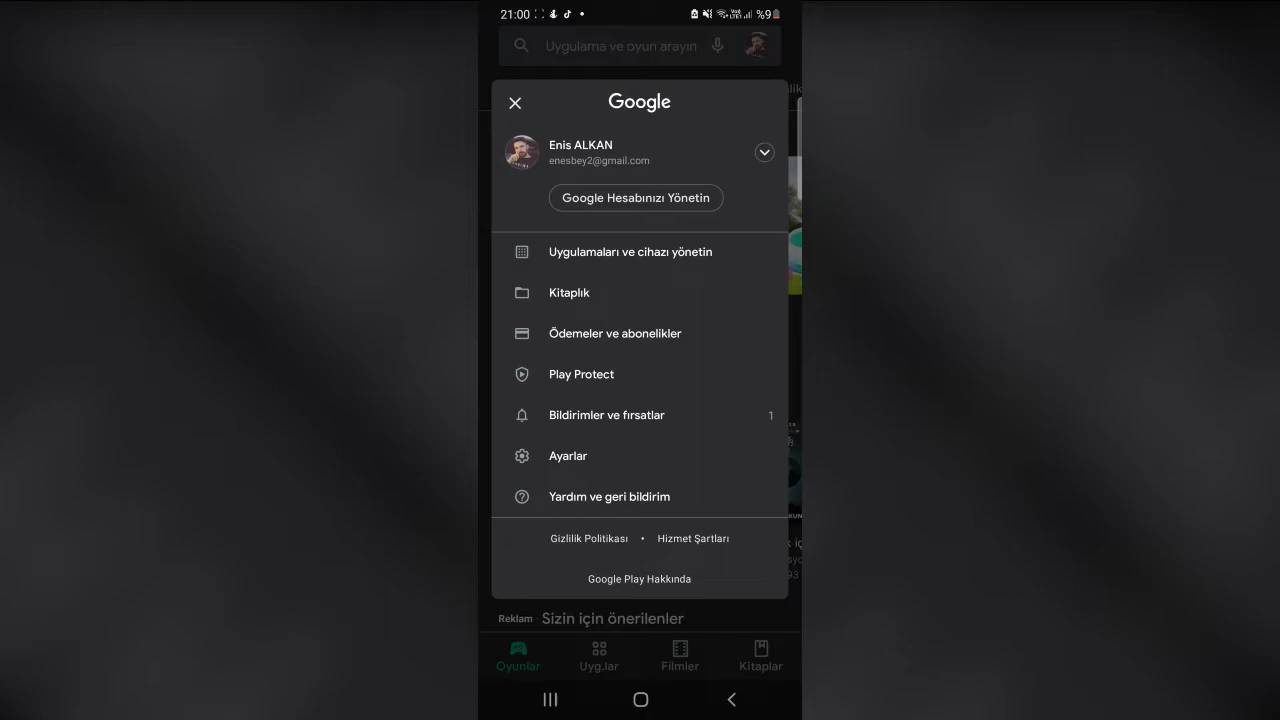 21:00 %9
Uygulama ve oyun arayın
Google
Enis ALKAN
enesbey2@gmail.com
Google Hesabınızı Yönetin
Uygulamaları ve cihazı yönetin
Kitaplık
Ödemeler ve abonelikler
Play Protect
Bildirimler ve fırsatlar 1
Ayarlar
Yardım ve geri bildirim
Gizlilik Politikası • Hizmet Şartları
Google Play Hakkında
Reklam · Sizin için önerilenler
Oyunlar Uyg.lar Filmler Kitaplar